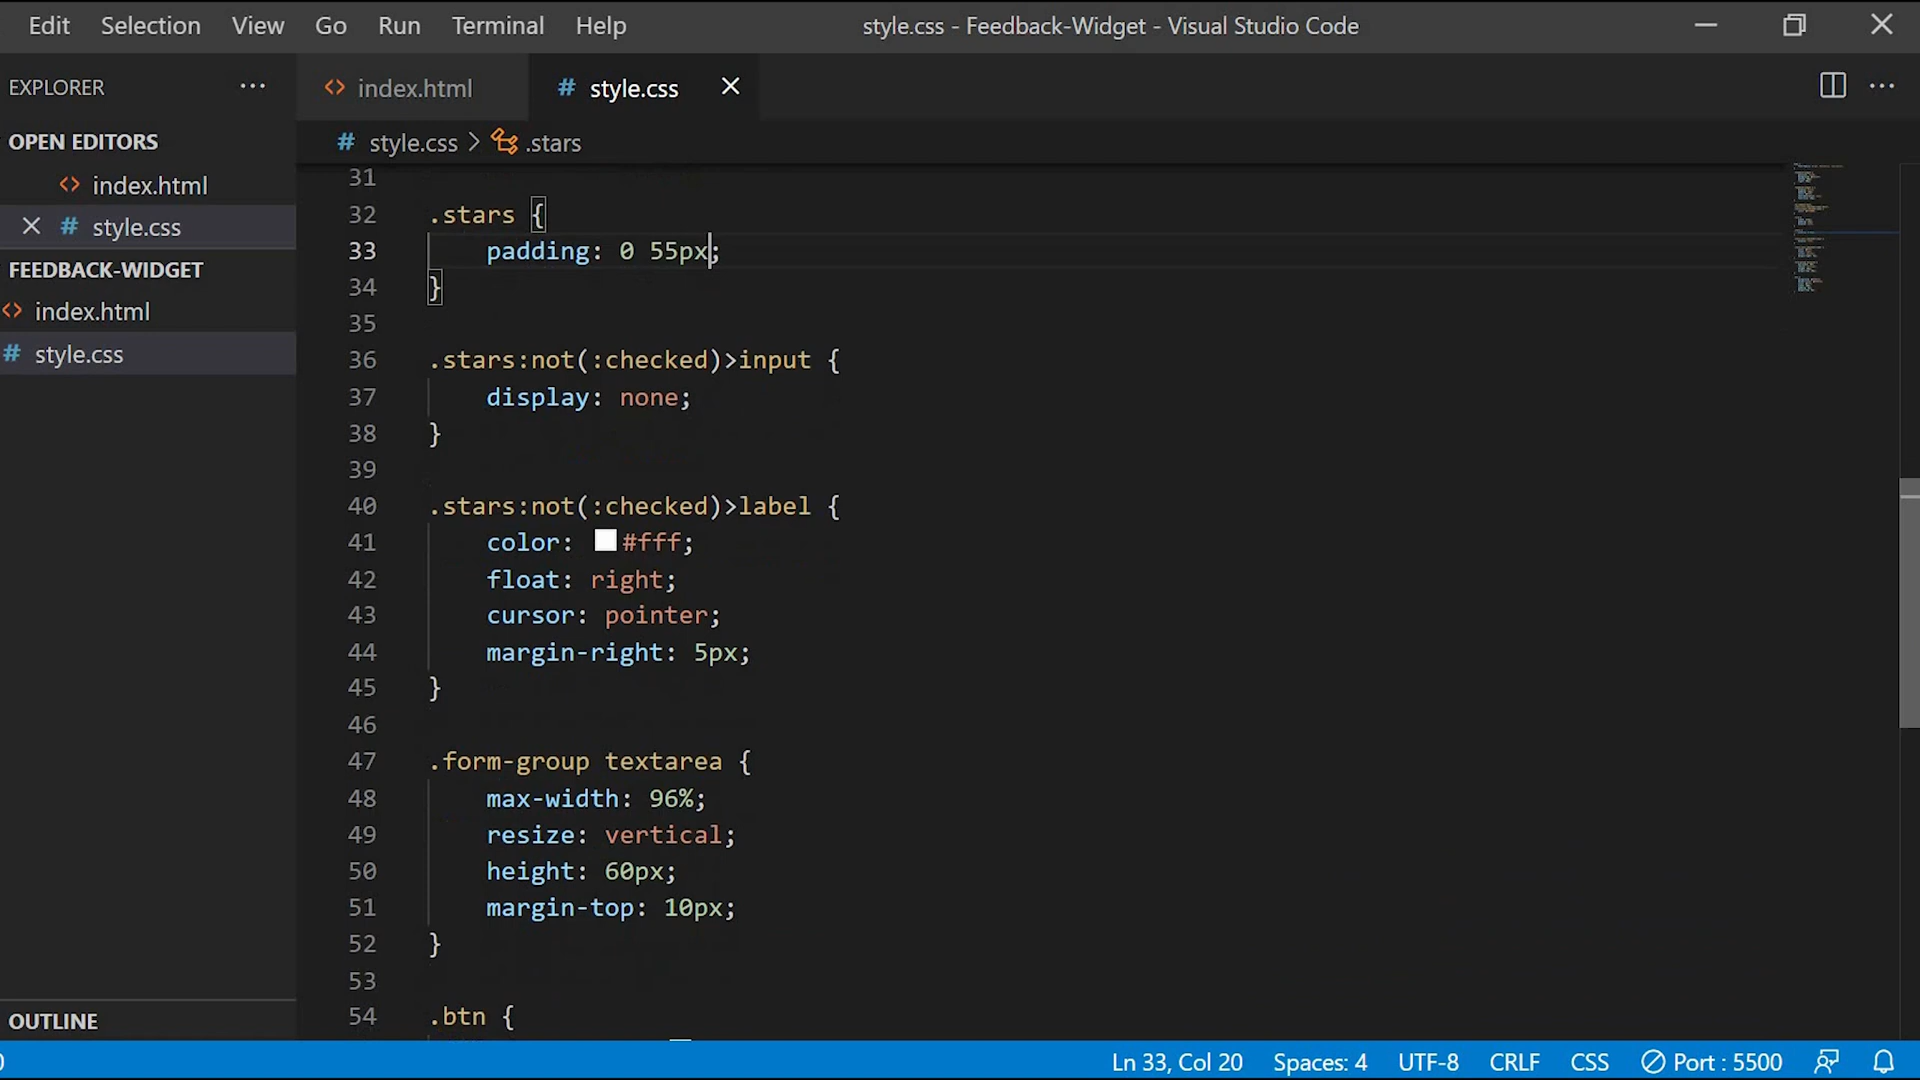 Edit Selection View Go Run Terminal Help style.css - Feedback-Widget - Visual Studio Code
EXPLORER
OPEN EDITORS
index.html
style.css
FEEDBACK-WIDGET
index.html
style.css
OUTLINE
index.html style.css
style.css > .stars
31
32 .stars {
33 padding: 0 55px;
34 }
35
36 .stars:not(:checked)>input {
37 display: none;
38 }
39
40 .stars:not(:checked)>label {
41 color: #fff;
42 float: right;
43 cursor: pointer;
44 margin-right: 5px;
45 }
46
47 .form-group textarea {
48 max-width: 96%;
49 resize: vertical;
50 height: 60px;
51 margin-top: 10px;
52 }
53
54 .btn {
Ln 33, Col 20 Spaces: 4 UTF-8 CRLF CSS Port : 5500